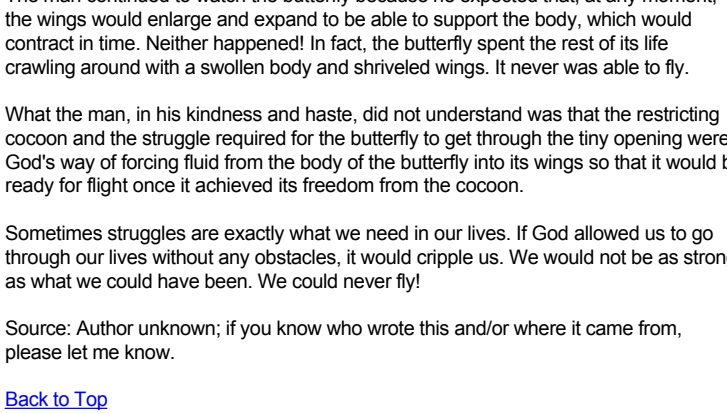 The man continued to watch the butterfly because he expected that, at any moment,
the wings would enlarge and expand to be able to support the body, which would
contract in time. Neither happened! In fact, the butterfly spent the rest of its life
crawling around with a swollen body and shriveled wings. It never was able to fly.
What the man, in his kindness and haste, did not understand was that the restricting
cocoon and the struggle required for the butterfly to get through the tiny opening were
God's way of forcing fluid from the body of the butterfly into its wings so that it would b
ready for flight once it achieved its freedom from the cocoon.
Sometimes struggles are exactly what we need in our lives. If God allowed us to go
through our lives without any obstacles, it would cripple us. We would not be as stron
as what we could have been. We could never fly!
Source: Author unknown; if you know who wrote this and/or where it came from,
please let me know.
Back to Top